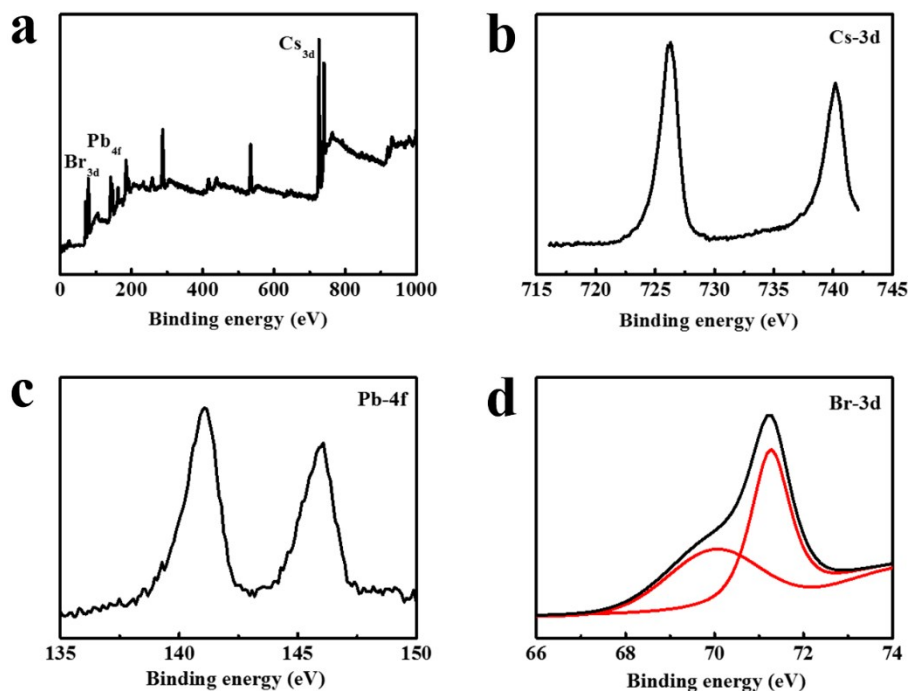 a
Cs3d
Pb4f
Br3d
0 200 400 600 800 1000
Binding energy (eV)
b
Cs-3d
715 720 725 730 735 740 745
Binding energy (eV)
c
Pb-4f
135 140 145 150
Binding energy (eV)
d
Br-3d
66 68 70 72 74
Binding energy (eV)